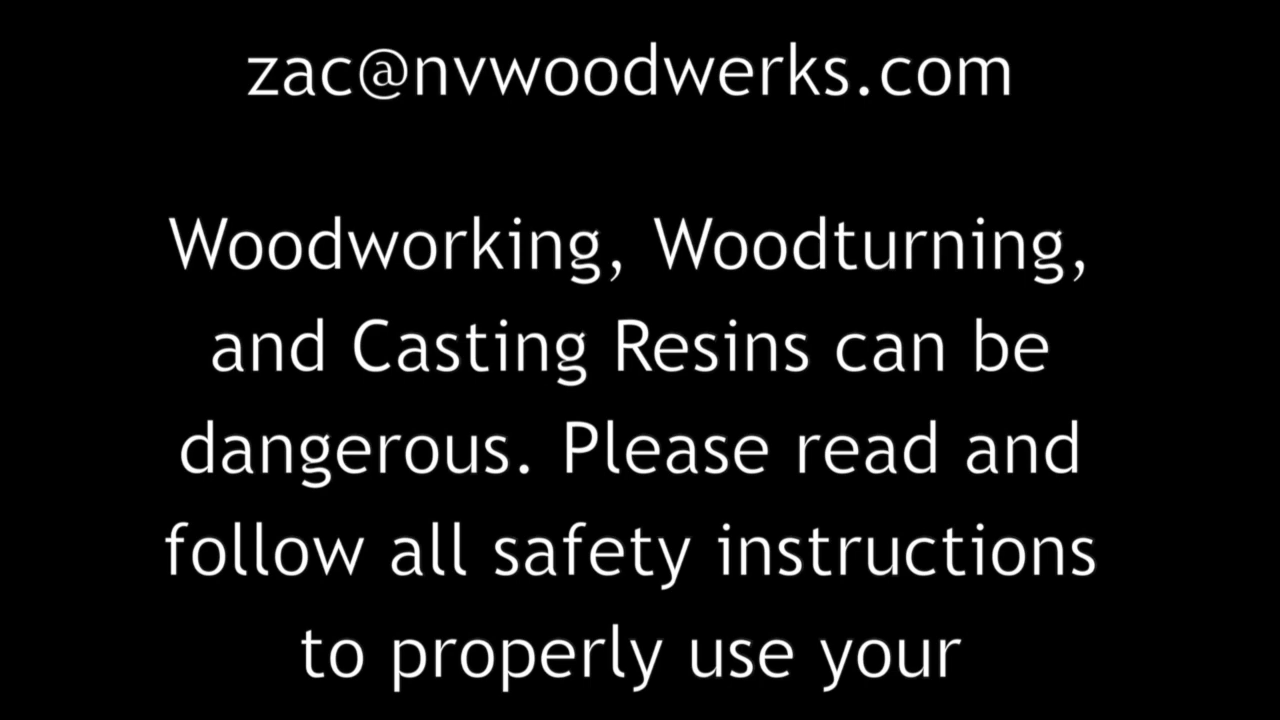 zac@nvwoodwerks.com
Woodworking, Woodturning,
and Casting Resins can be
dangerous. Please read and
follow all safety instructions
to properly use your